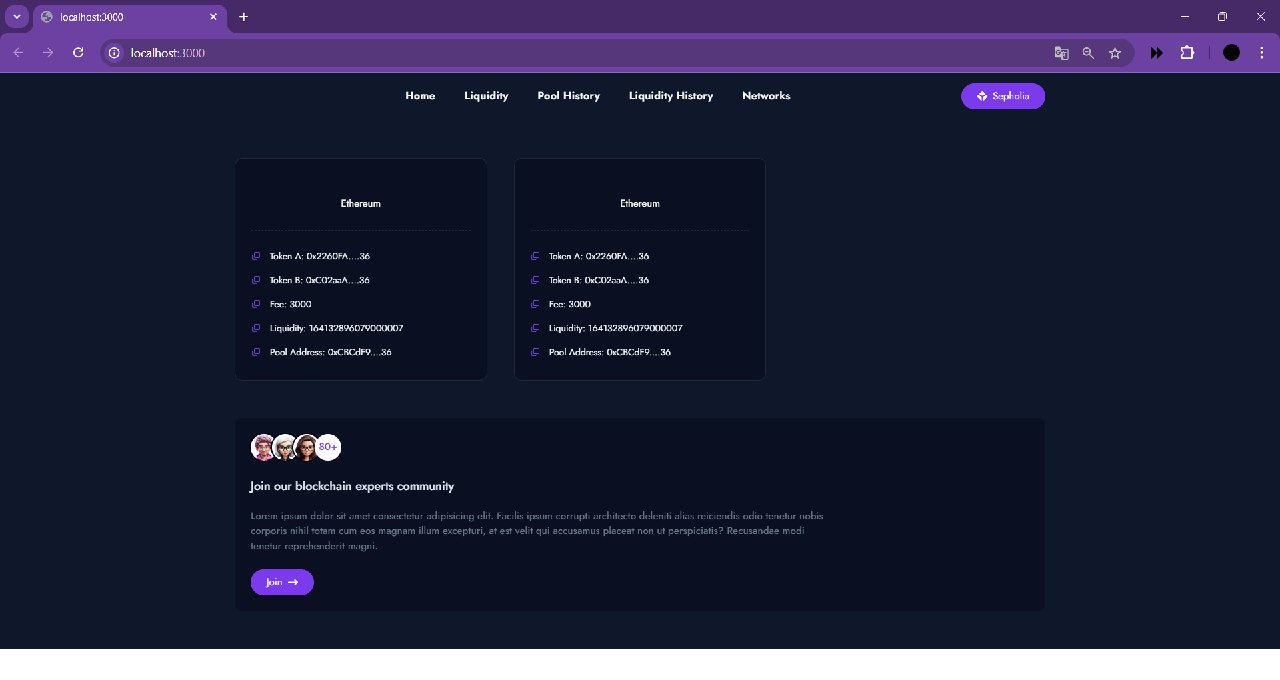 localhost:3000
localhost:3000
Home Liquidity Pool History Liquidity History Networks Sepholia
Ethereum
Token A: 0x2260FA....36
Token B: 0xC02aaA....36
Fee: 3000
Liquidity: 164132896079000007
Pool Address: 0xCBCdF9....36
Ethereum
Token A: 0x2260FA....36
Token B: 0xC02aaA....36
Fee: 3000
Liquidity: 164132896079000007
Pool Address: 0xCBCdF9....36
80+
Join our blockchain experts community
Lorem ipsum dolor sit amet consectetur adipisicing elit. Facilis ipsum corrupti architecto deleniti alias reiciendis odio tenetur nobis
corporis nihil totam cum eos magnam illum excepturi, at est velit qui accusamus placeat non ut perspiciatis? Recusandae modi
tenetur reprehenderit magni.
Join →